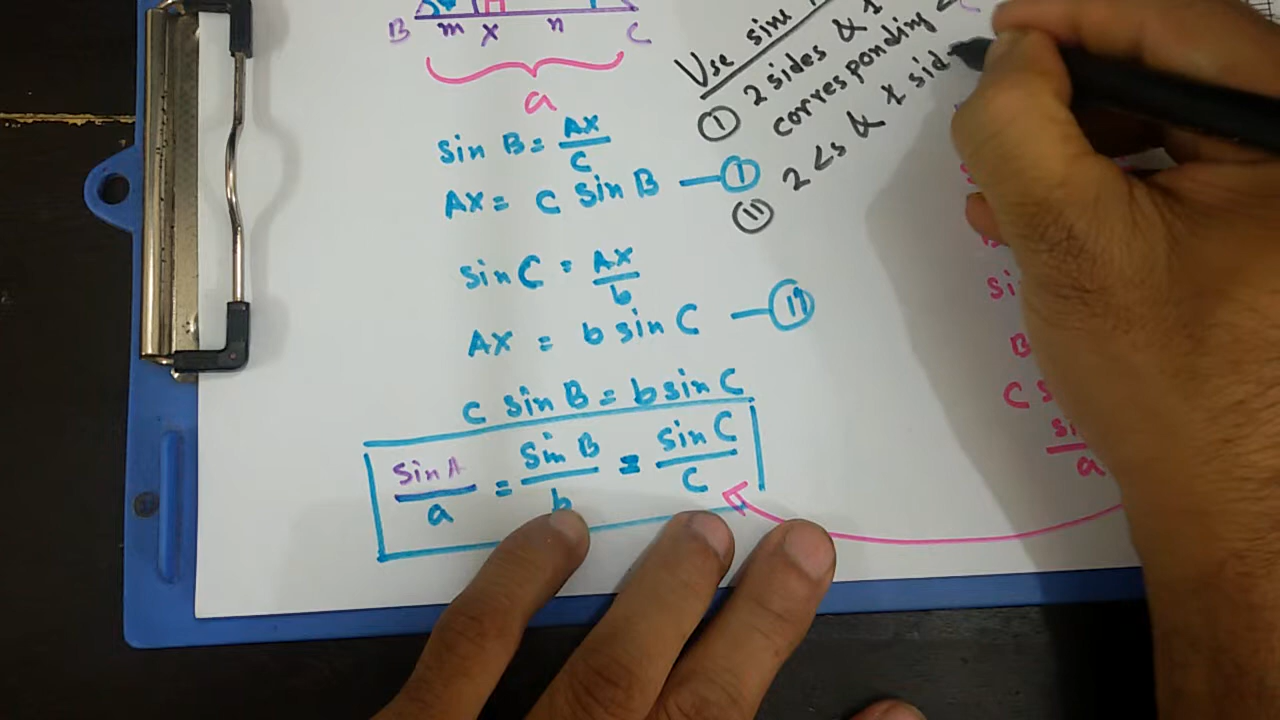 B m x n C
a
sin B = AX/C
AX = C sin B — I
sin C = AX/b
AX = b sin C — II
C sin B = b sin C
sin A/a = sin B/b = sin C/C
Use sine
I 2 sides & 1
corresponding <
II 2 <s & 1 sid
B
C
a